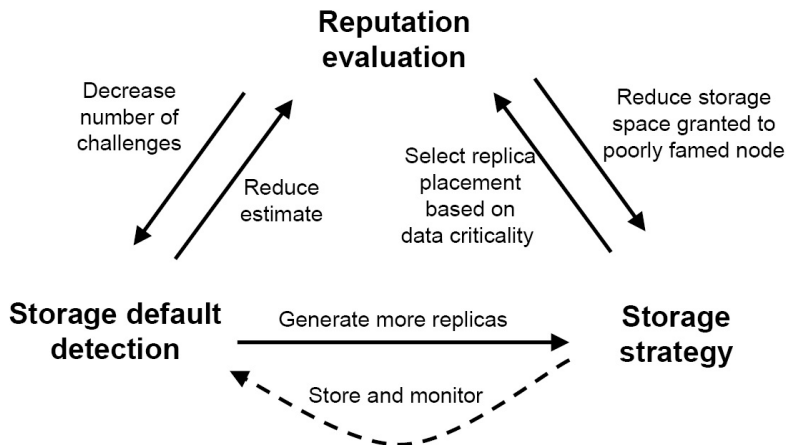 Reputation
evaluation
Decrease
number of
challenges
Reduce
estimate
Select replica
placement
based on
data criticality
Reduce storage
space granted to
poorly famed node
Storage default
detection
Generate more replicas
Storage
strategy
Store and monitor